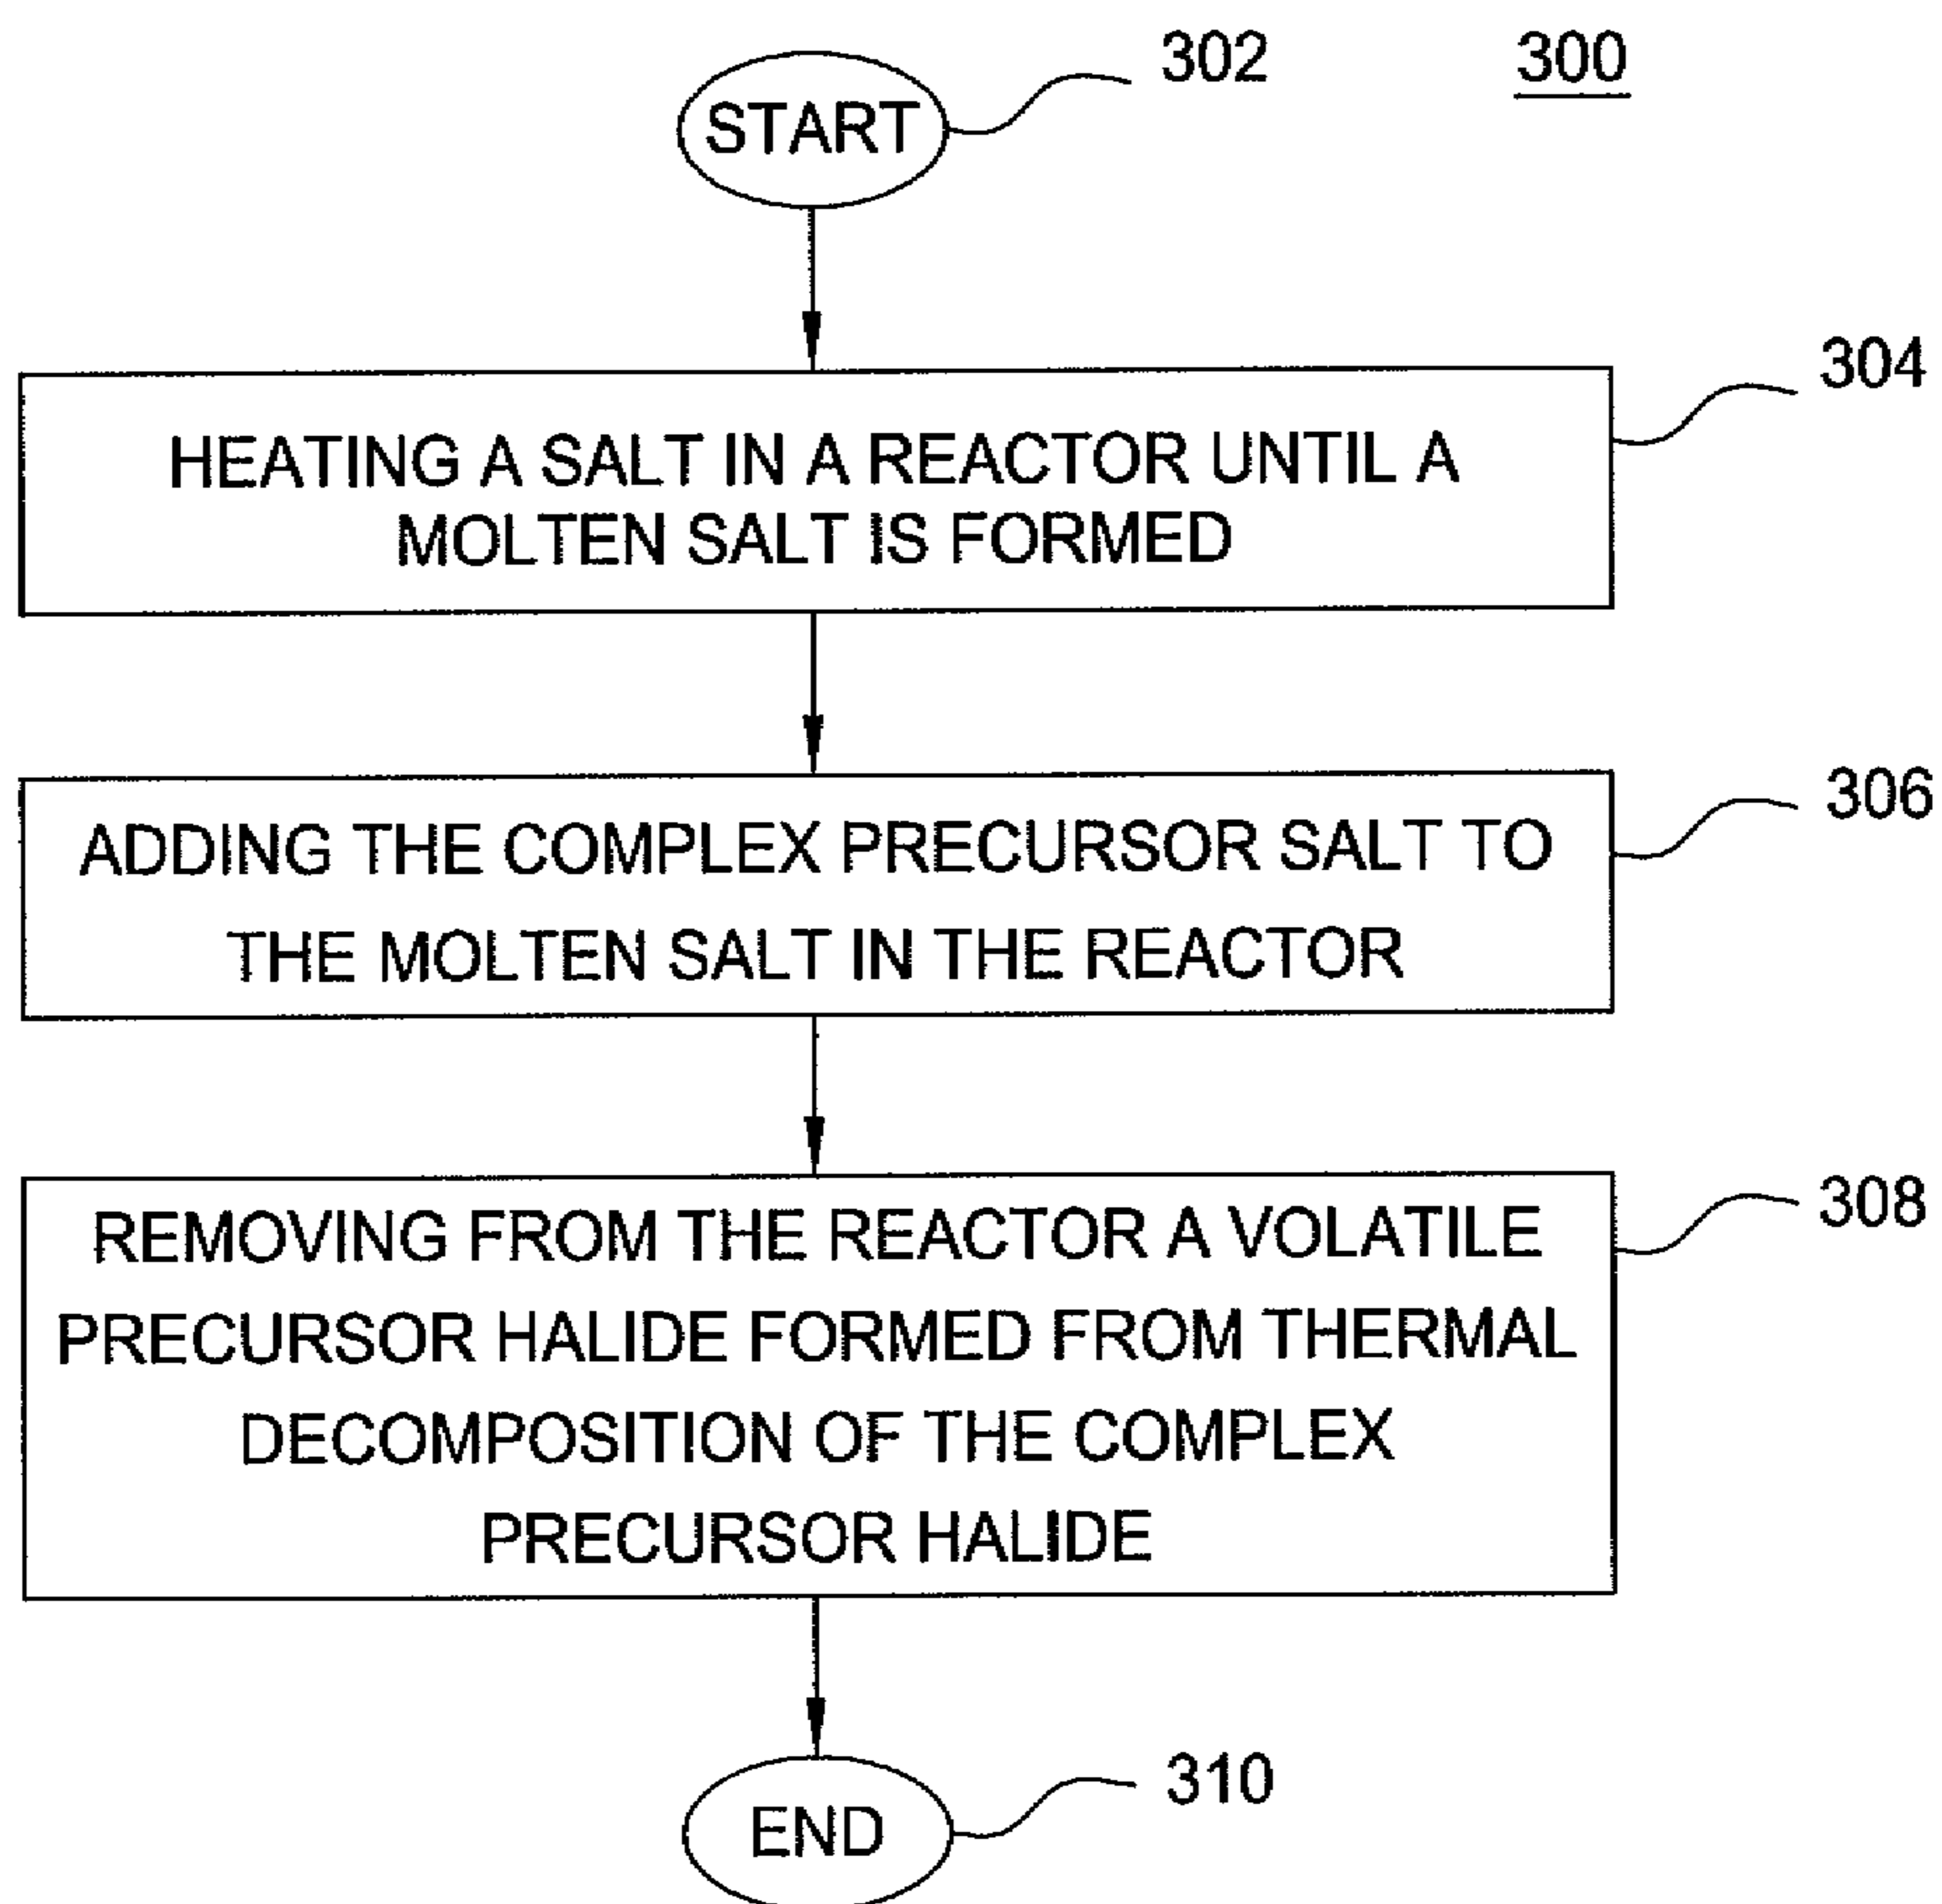 302
300
START
304
HEATING A SALT IN A REACTOR UNTIL A
MOLTEN SALT IS FORMED
306
ADDING THE COMPLEX PRECURSOR SALT TO
THE MOLTEN SALT IN THE REACTOR
308
REMOVING FROM THE REACTOR A VOLATILE
PRECURSOR HALIDE FORMED FROM THERMAL
DECOMPOSITION OF THE COMPLEX
PRECURSOR HALIDE
310
END